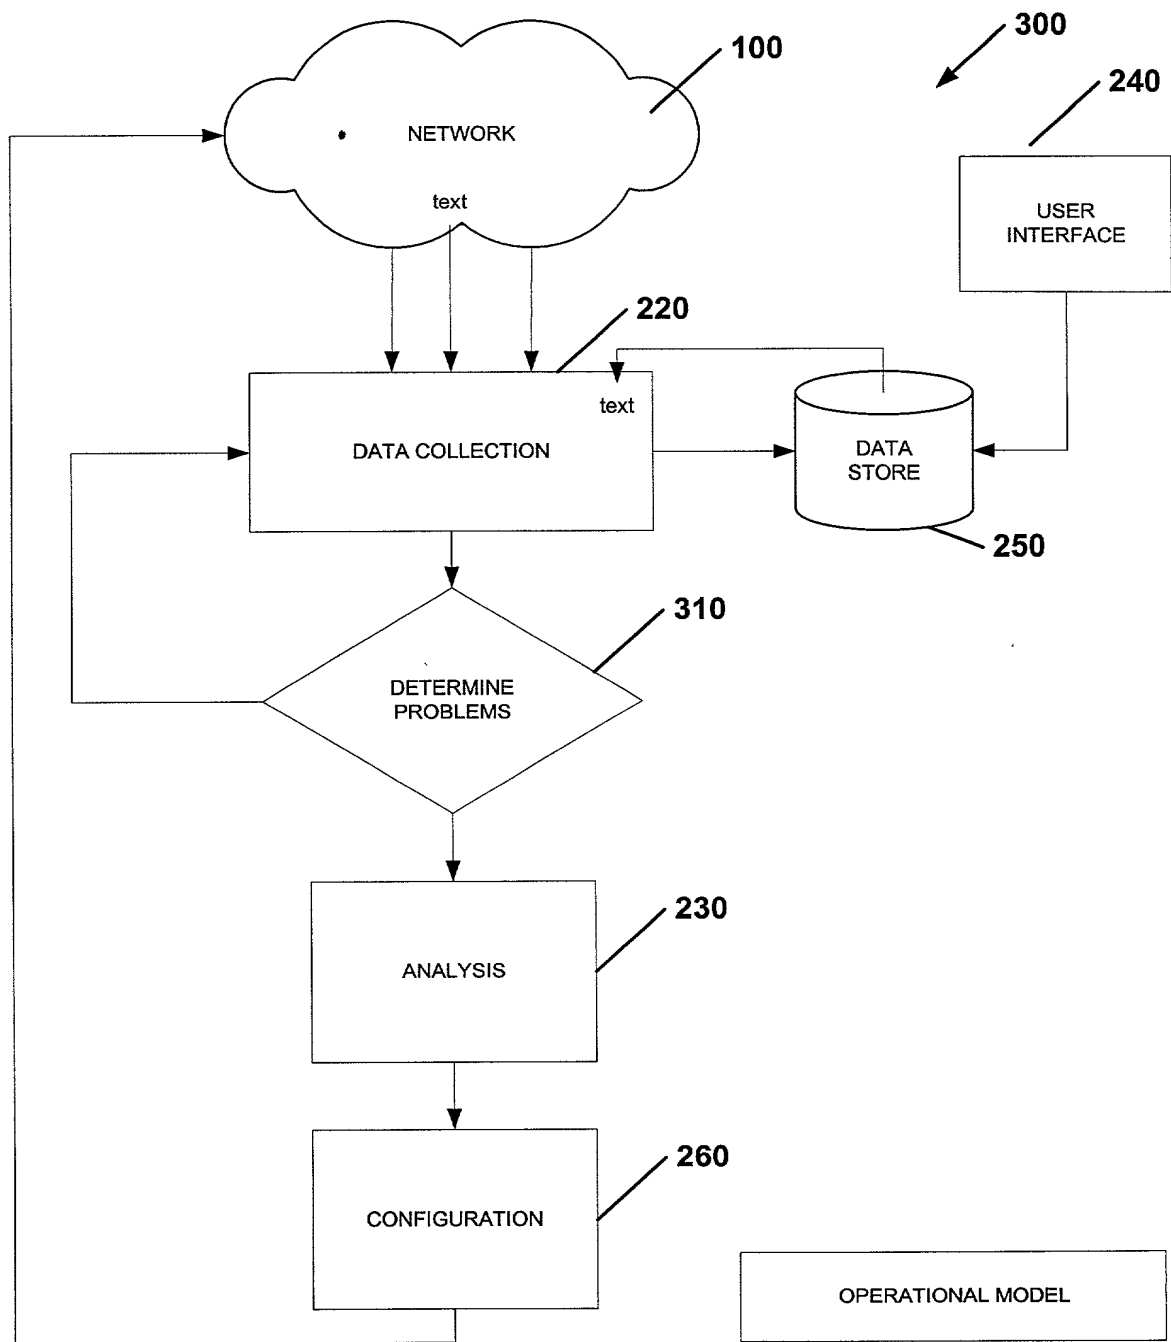 300
100
240
NETWORK
text
USER
INTERFACE
220
text
DATA COLLECTION
DATA
STORE
250
310
DETERMINE
PROBLEMS
230
ANALYSIS
260
CONFIGURATION
OPERATIONAL MODEL